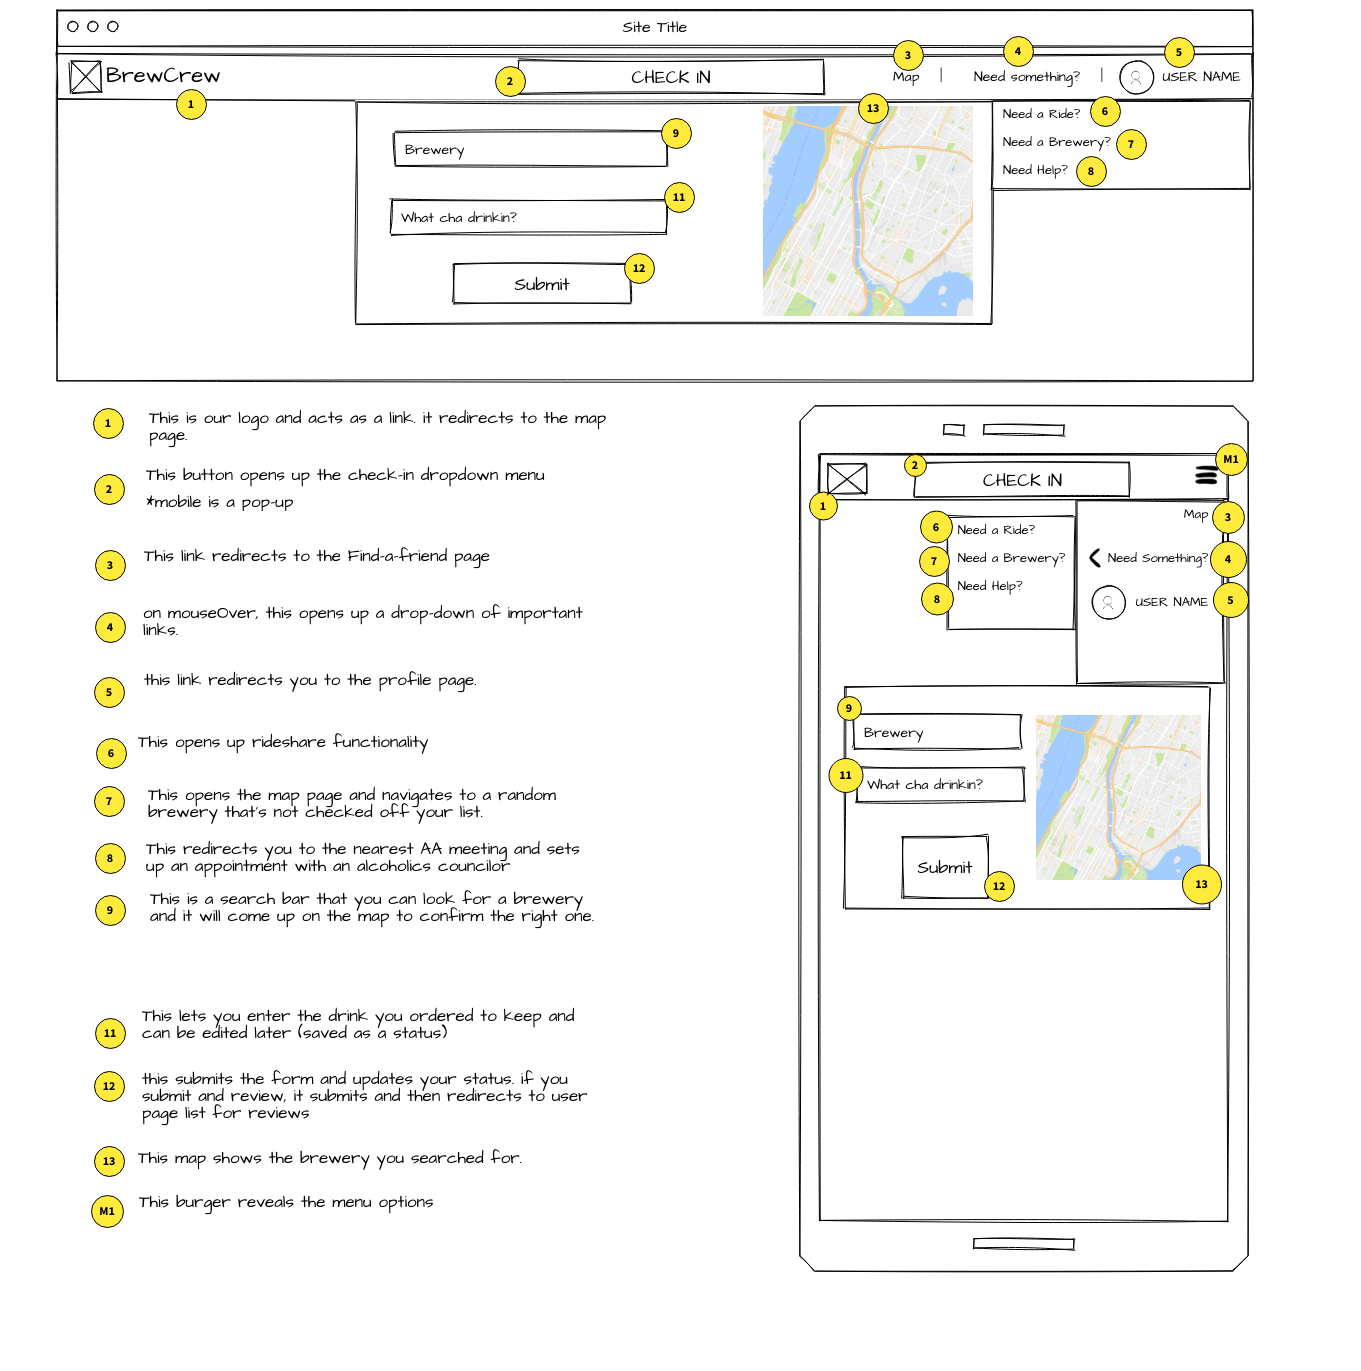 Site Title
BrewCrew
1
2
CHECK iN
3
Map
|
4
Need something?
|
5
USER NAME
13
9
Brewery
11
What cha drinkin?
12
Submit
Need a Ride?
6
Need a Brewery?
7
Need Help?
8
1
This is our logo and acts as a link. it redirects to the map
page.
2
This button opens up the check-in dropdown menu
*mobile is a pop-up
3
This link redirects to the Find-a-friend page
4
on mouseOver, this opens up a drop-down of important
links.
5
this link redirects you to the profile page.
6
This opens up rideshare functionality
7
This opens the map page and navigates to a random
brewery that's not checked off your list.
8
This redirects you to the nearest AA meeting and sets
up an appointment with an alcoholics councilor
9
This is a search bar that you can look for a brewery
and it will come up on the map to confirm the right one.
11
This lets you enter the drink you ordered to keep and
can be edited later (saved as a status)
12
this submits the form and updates your status. if you
submit and review, it submits and then redirects to user
page list for reviews
13
This map shows the brewery you searched for.
M1
This burger reveals the menu options
1
2
CHECK iN
M1
Map
3
Need Something?
4
USER NAME
5
6
Need a Ride?
7
Need a Brewery?
8
Need Help?
9
Brewery
11
What cha drinkin?
Submit
12
13